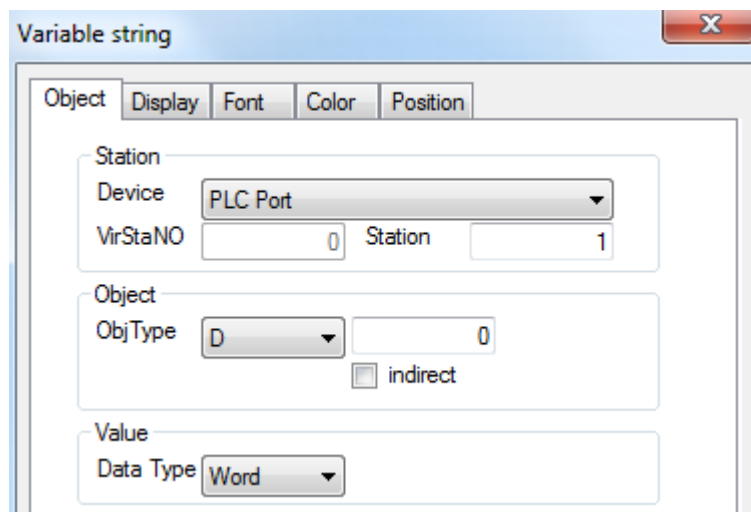 Variable string
Object Display Font Color Position
Station
Device PLC Port
VirStaNO 0 Station 1
Object
ObjType D 0
indirect
Value
Data Type Word